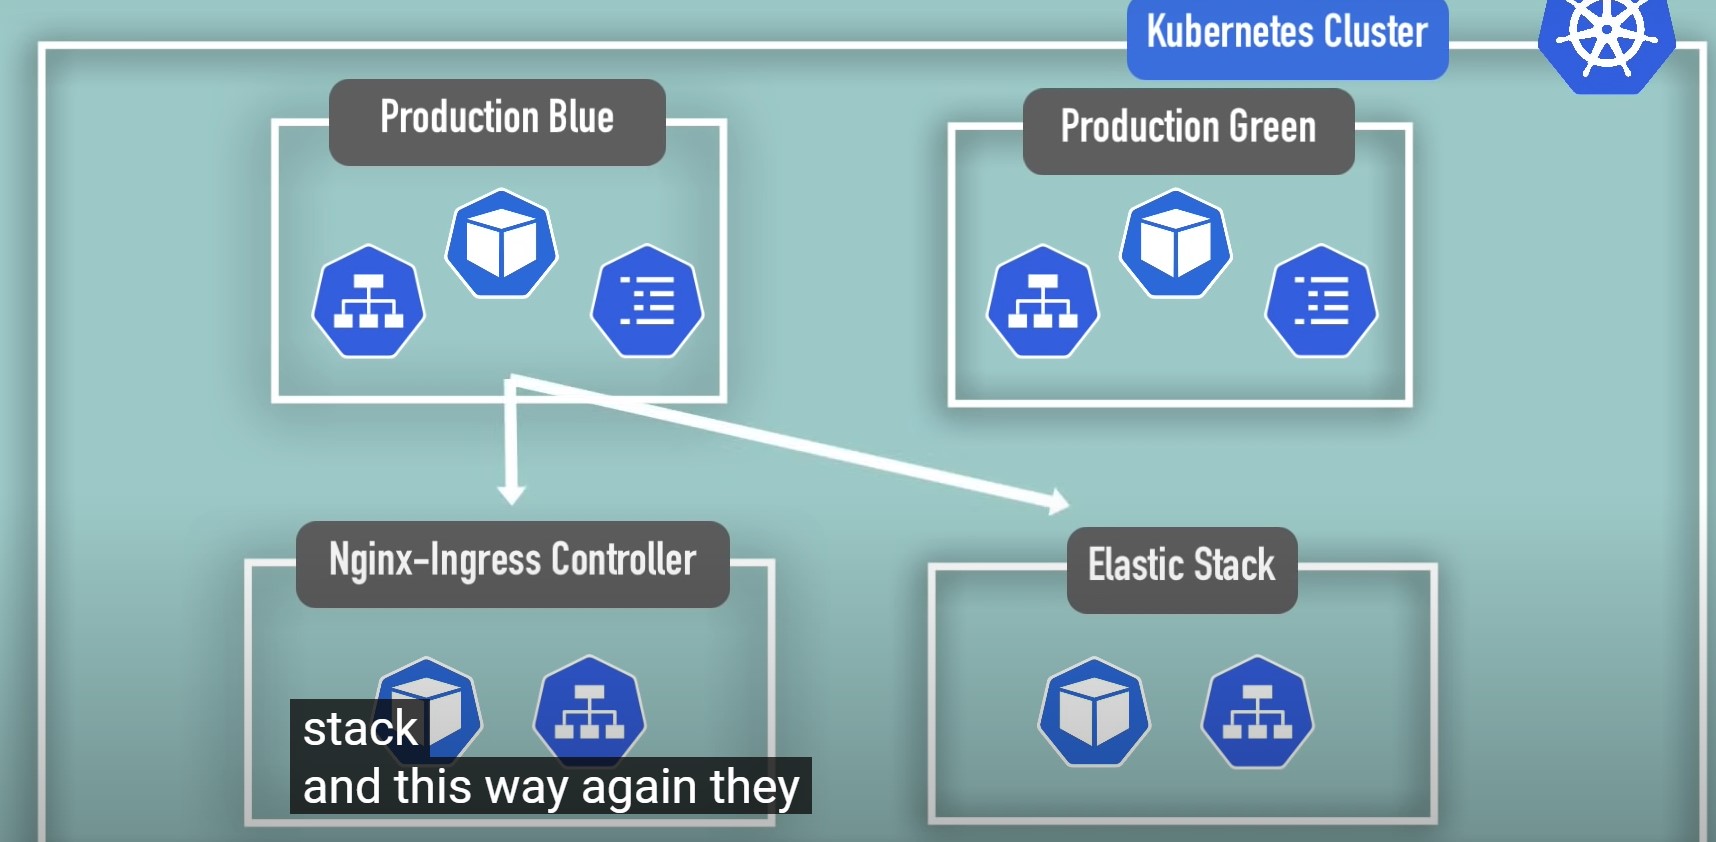 Kubernetes Cluster
Production Blue
Production Green
Nginx-Ingress Controller
Elastic Stack
stack
and this way again they